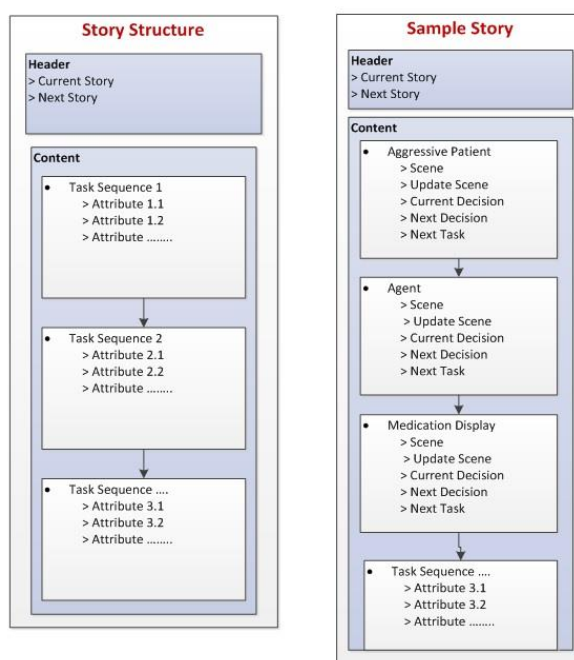 Story Structure
Header
> Current Story
> Next Story
Content
• Task Sequence 1
> Attribute 1.1
> Attribute 1.2
> Attribute ........
• Task Sequence 2
> Attribute 2.1
> Attribute 2.2
> Attribute ........
• Task Sequence ....
> Attribute 3.1
> Attribute 3.2
> Attribute ........
Sample Story
Header
> Current Story
> Next Story
Content
• Aggressive Patient
> Scene
> Update Scene
> Current Decision
> Next Decision
> Next Task
• Agent
> Scene
> Update Scene
> Current Decision
> Next Decision
> Next Task
• Medication Display
> Scene
> Update Scene
> Current Decision
> Next Decision
> Next Task
• Task Sequence ....
> Attribute 3.1
> Attribute 3.2
> Attribute ........